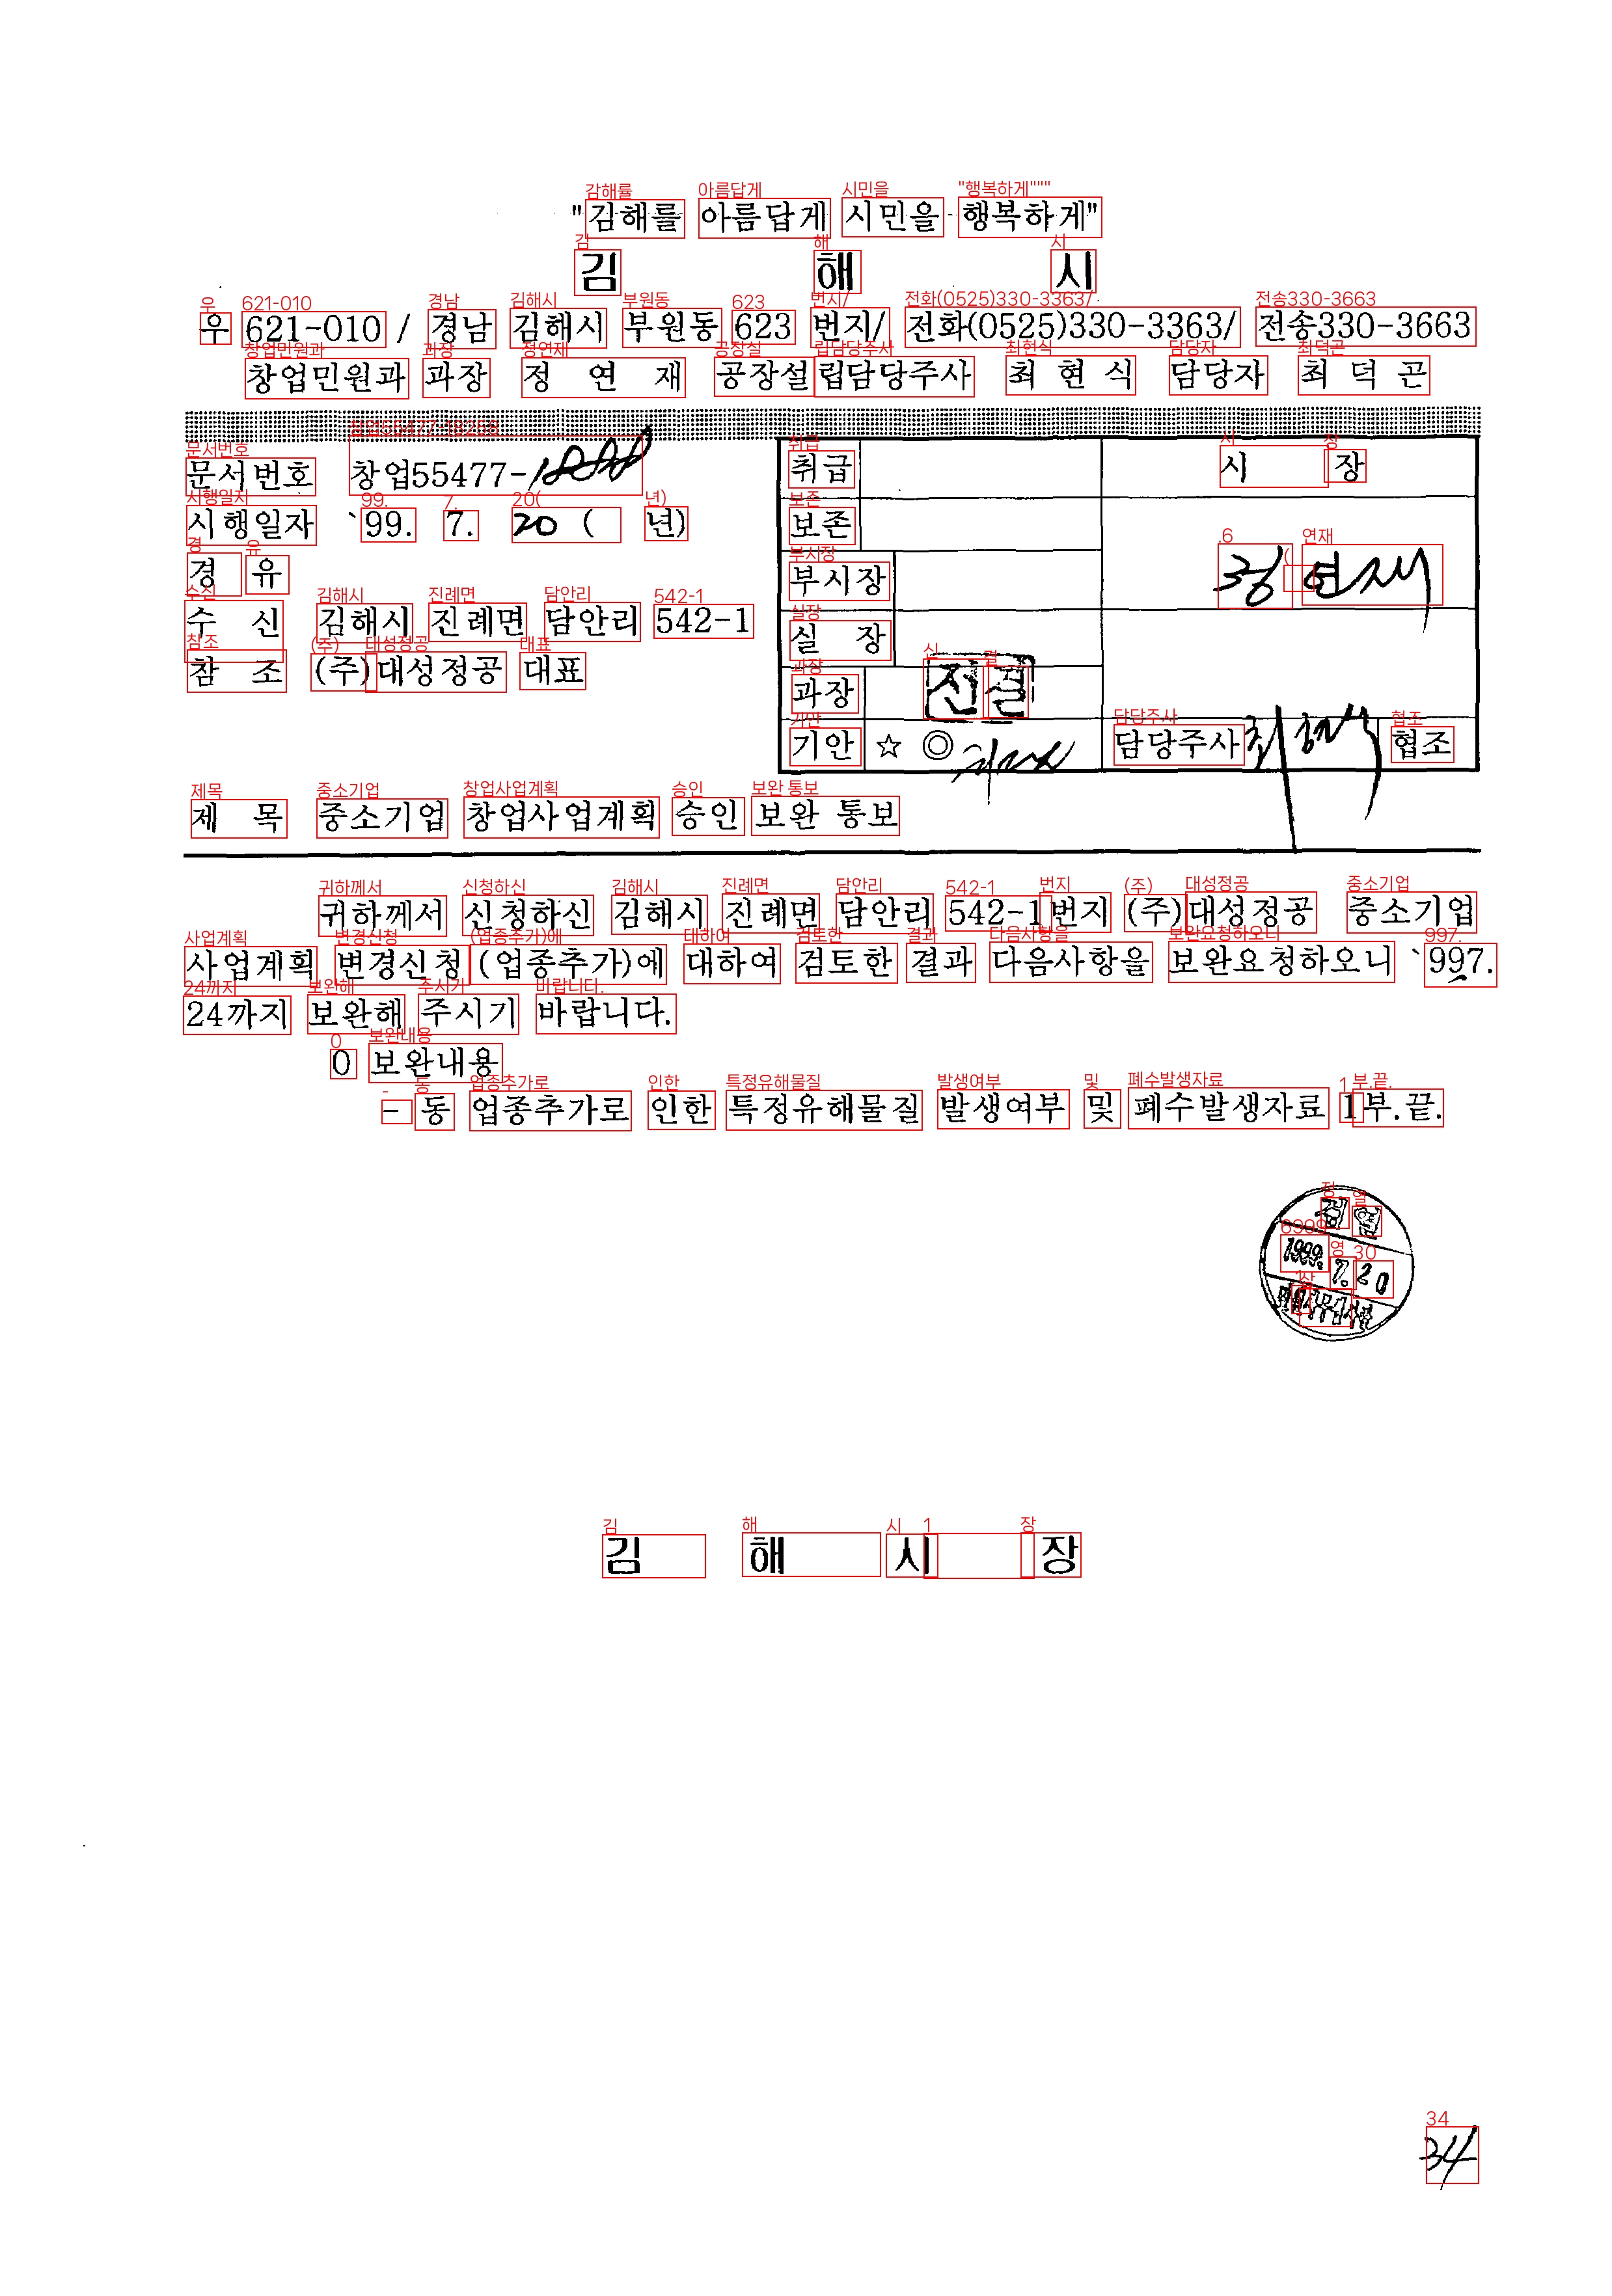 "김해를 아름답게 시민을 행복하게"
김 해 시
우 621-010 / 경남 김해시 부원동 623 번지/ 전화(0525)330-3363/ 전송330-3663
창업민원과 과장 정 연 재 공장설립담당주사 최 현 식 담당자 최 덕 곤
문서번호 창업55477-
시행일자 `99. 7. 20 ( 년)
경 유
수 신 김해시 진례면 담안리 542-1
참 조 (주)대성정공 대표
취급 시 장
보존
부시장 정연재
실 장
과장 전결
기안 ☆ ◎ 담당주사 협조
제 목 중소기업 창업사업계획 승인 보완 통보
귀하께서 신청하신 김해시 진례면 담안리 542-1번지 (주)대성정공 중소기업
사업계획 변경신청(업종추가)에 대하여 검토한 결과 다음사항을 보완요청하오니 `997.
24까지 보완해 주시기 바랍니다.
0 보완내용
- 동 업종추가로 인한 특정유해물질 발생여부 및 폐수발생자료 1부.끝.
검열
1999. 7. 20
김 해 시 장
34